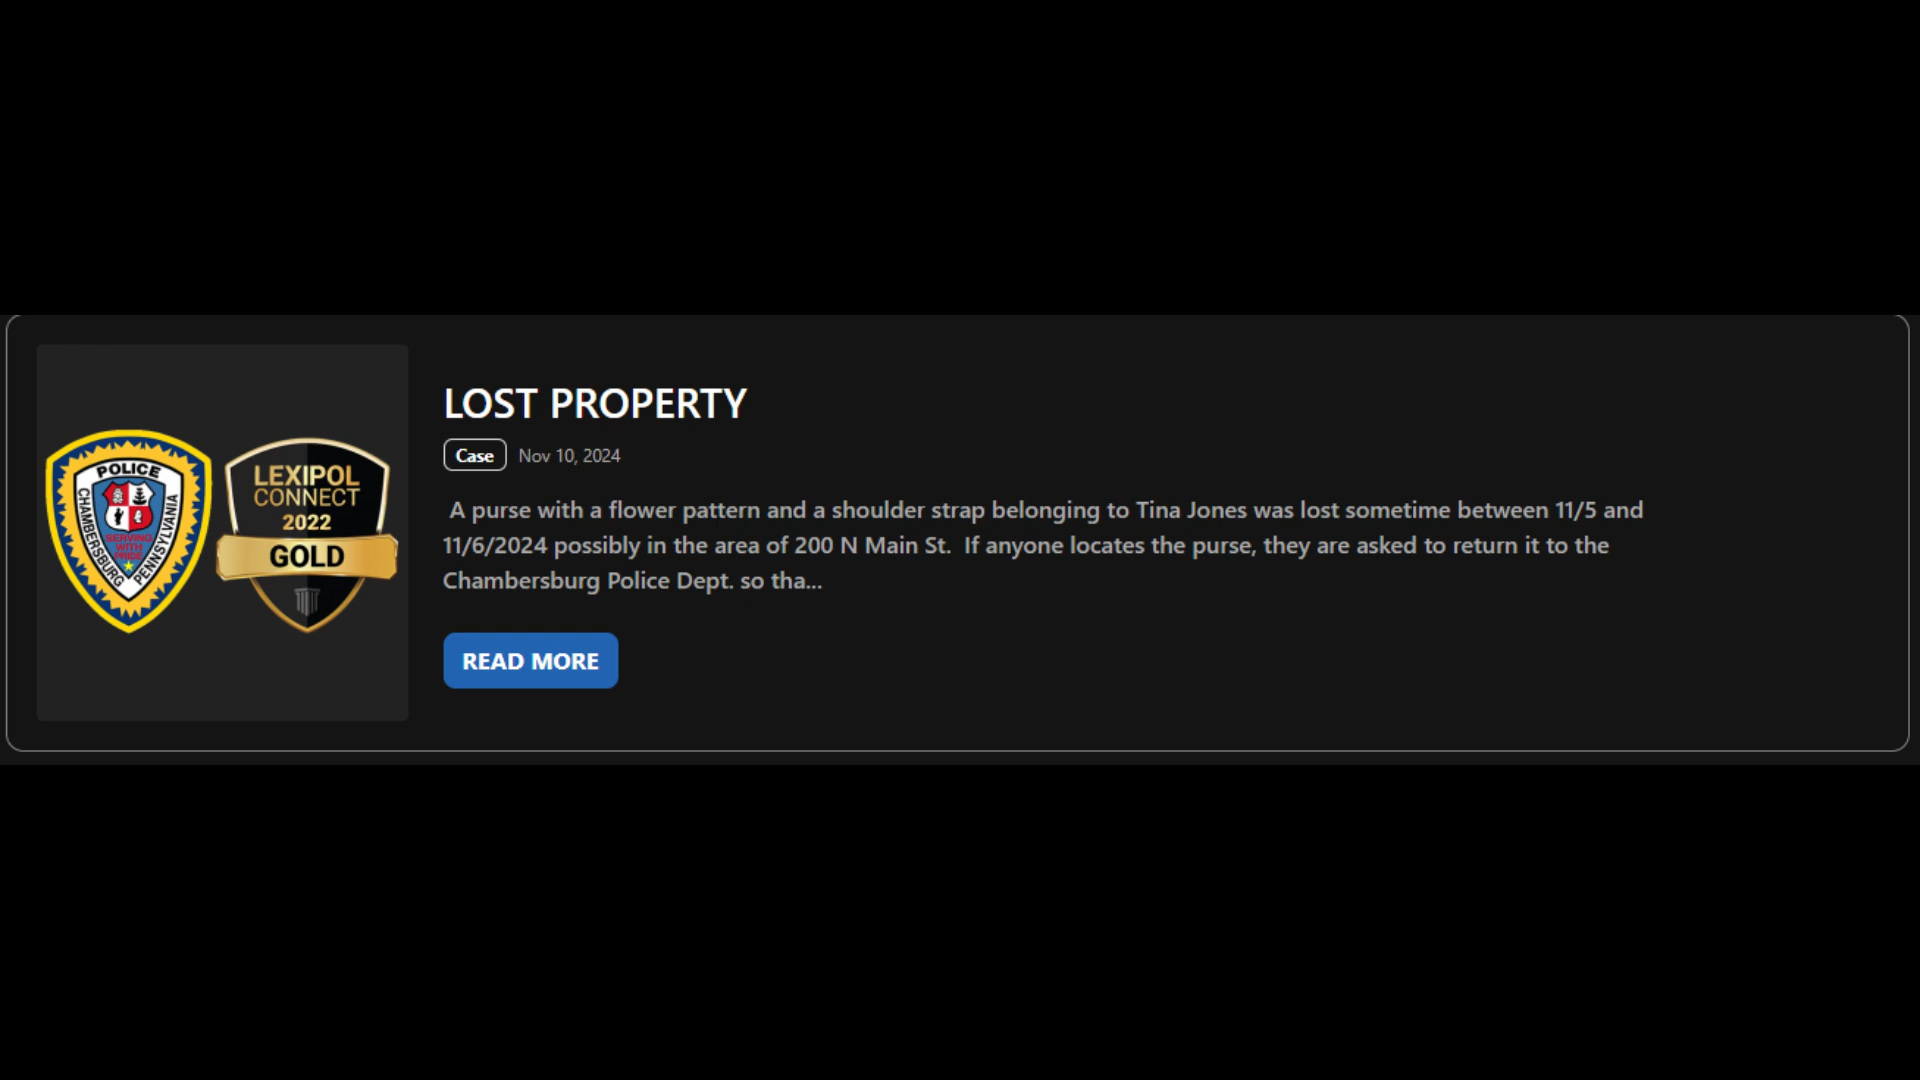 POLICE
CHAMBERSBURG
PENNSYLVANIA
SERVING
WITH
PRIDE
LEXIPOL
CONNECT
2022
GOLD
LOST PROPERTY
Case Nov 10, 2024
A purse with a flower pattern and a shoulder strap belonging to Tina Jones was lost sometime between 11/5 and
11/6/2024 possibly in the area of 200 N Main St.  If anyone locates the purse, they are asked to return it to the
Chambersburg Police Dept. so tha...
READ MORE